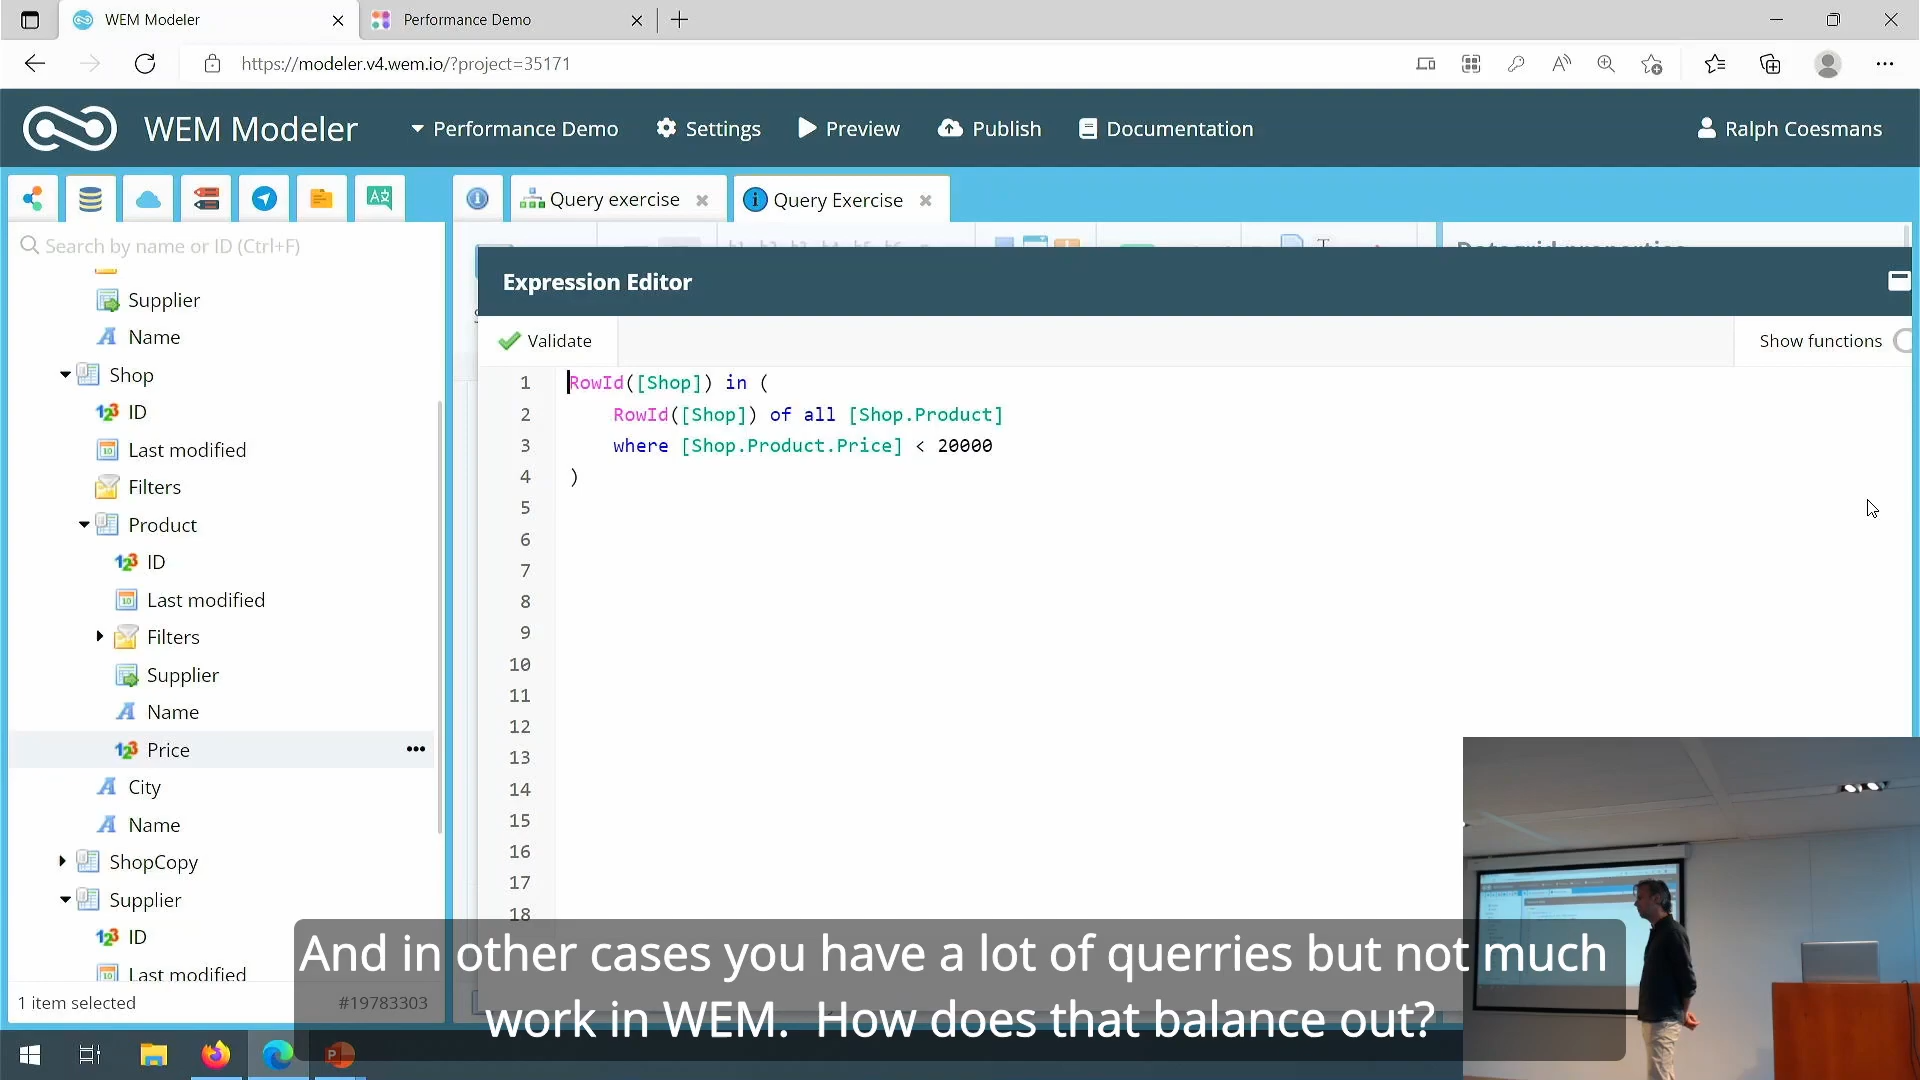 WEM Modeler
Performance Demo
https://modeler.v4.wem.io/?project=35171
WEM Modeler
Performance Demo
Settings
Preview
Publish
Documentation
Ralph Coesmans
Query exercise
Query Exercise
Search by name or ID (Ctrl+F)
Datagrid properties
Expression Editor
Validate
Show functions
Supplier
Name
Shop
ID
Last modified
Filters
Product
ID
Last modified
Filters
Supplier
Name
Price
City
Name
ShopCopy
Supplier
ID
Last modified
1 item selected
#19783303
1 RowId([Shop]) in (
2 RowId([Shop]) of all [Shop.Product]
3 where [Shop.Product.Price] < 20000
4 )
5
6
7
8
9
10
11
12
13
14
15
16
17
18
And in other cases you have a lot of querries but not much
work in WEM. How does that balance out?